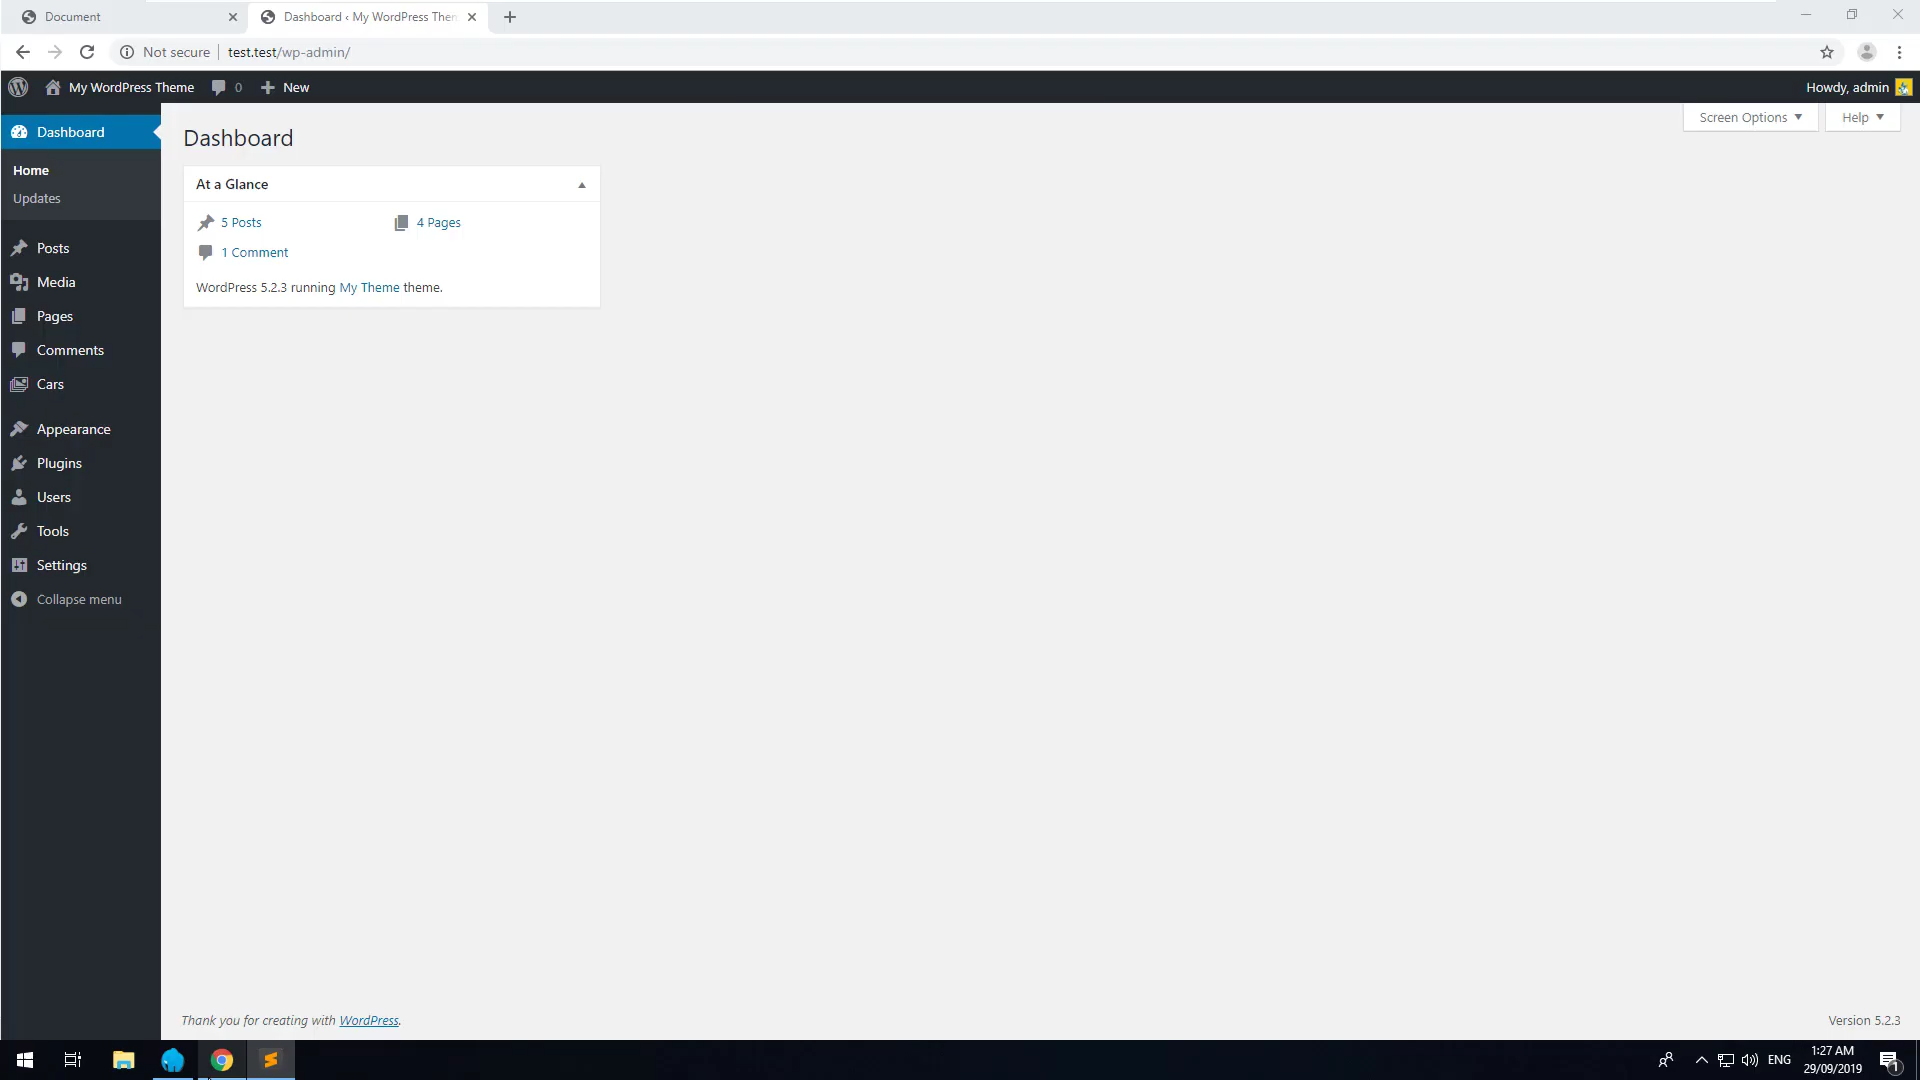 Document
Dashboard ‹ My WordPress Then
Not secure
test.test/wp-admin/
My WordPress Theme
0
New
Howdy, admin
Dashboard
Screen Options
Help
Dashboard
Home
Updates
At a Glance
5 Posts
4 Pages
1 Comment
WordPress 5.2.3 running My Theme theme.
Posts
Media
Pages
Comments
Cars
Appearance
Plugins
Users
Tools
Settings
Collapse menu
Thank you for creating with WordPress.
Version 5.2.3
ENG
1:27 AM
29/09/2019
1